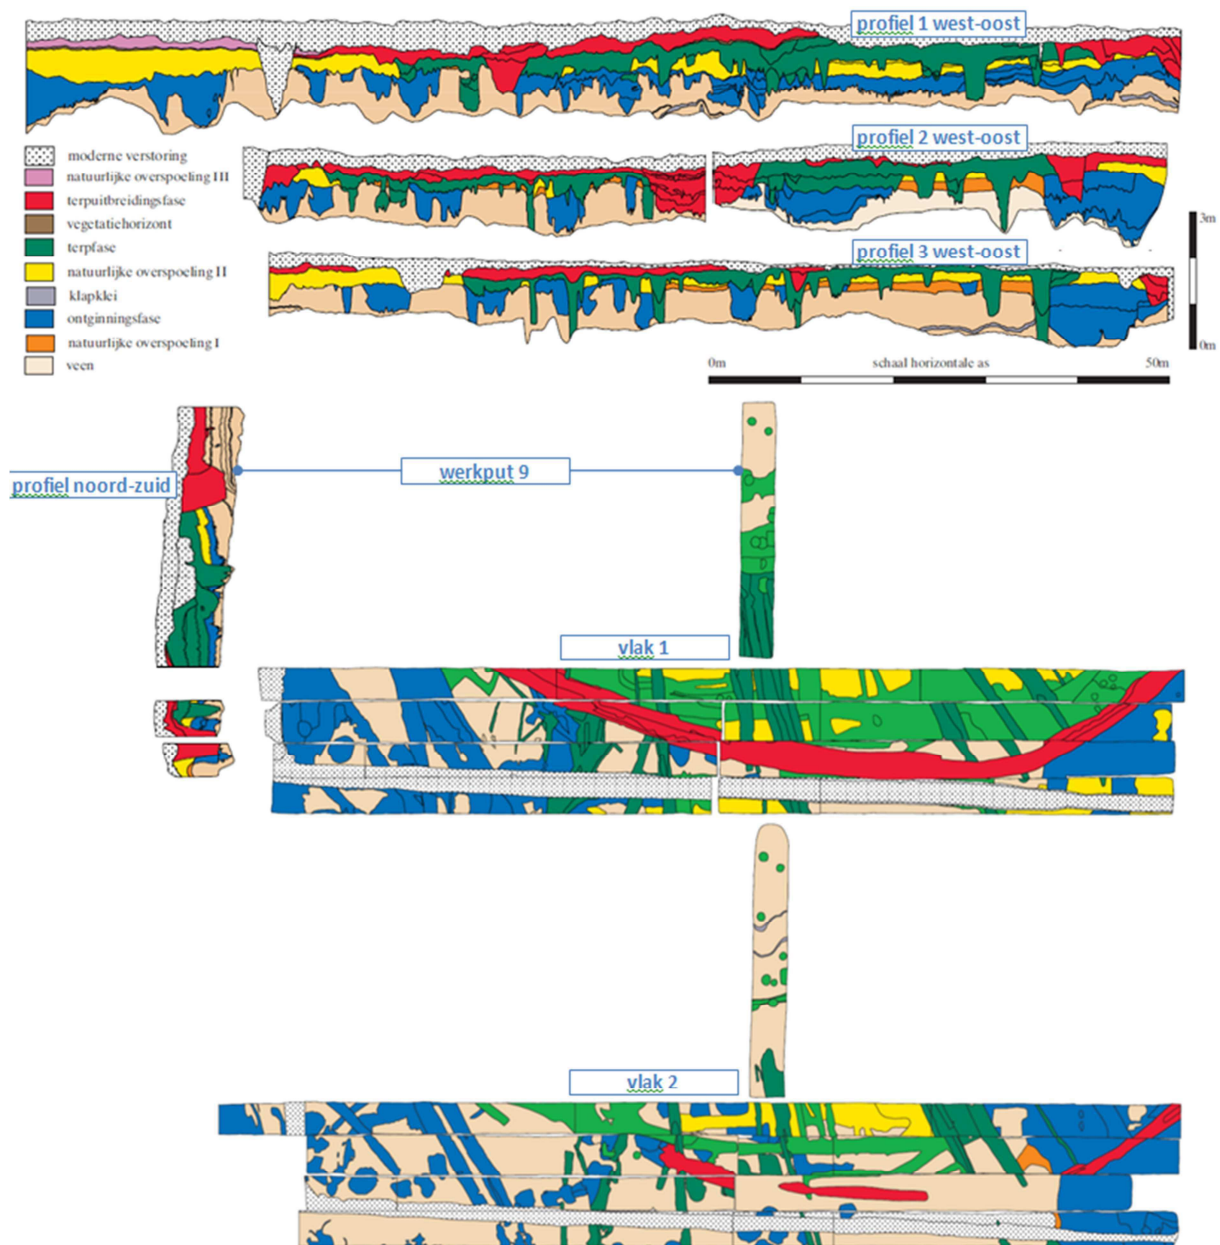 profiel 1 west-oost
profiel 2 west-oost
moderne verstoring
natuurlijke overspoeling III
terpuitbreidingsfase
vegetatiehorizont
terpfase
natuurlijke overspoeling II
klapklei
ontginningsfase
natuurlijke overspoeling I
veen
3m
profiel 3 west-oost
0m
0m schaal horizontale as 50m
profiel noord-zuid
werkput 9
vlak 1
vlak 2